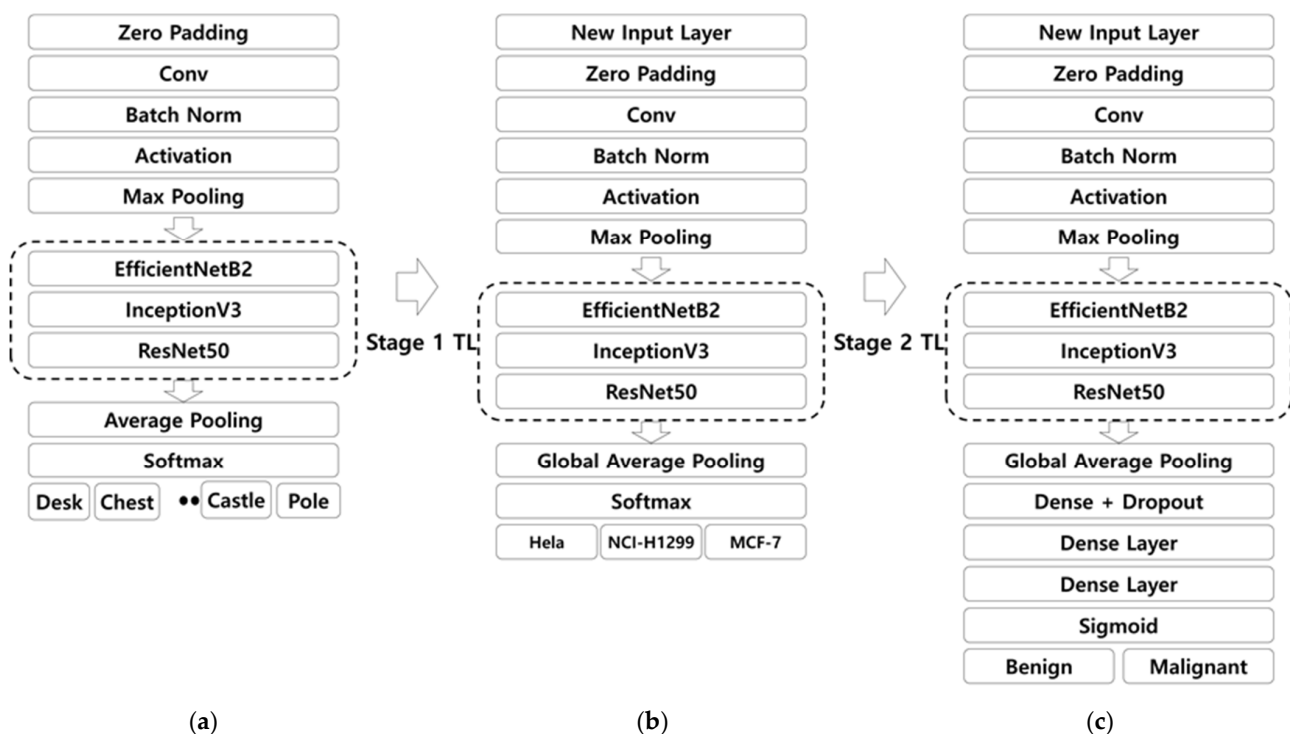 Zero Padding
Conv
Batch Norm
Activation
Max Pooling
EfficientNetB2
InceptionV3
ResNet50
Average Pooling
Softmax
Desk Chest •• Castle Pole
(a)
Stage 1 TL
New Input Layer
Zero Padding
Conv
Batch Norm
Activation
Max Pooling
EfficientNetB2
InceptionV3
ResNet50
Global Average Pooling
Softmax
Hela NCI-H1299 MCF-7
(b)
Stage 2 TL
New Input Layer
Zero Padding
Conv
Batch Norm
Activation
Max Pooling
EfficientNetB2
InceptionV3
ResNet50
Global Average Pooling
Dense + Dropout
Dense Layer
Dense Layer
Sigmoid
Benign Malignant
(c)